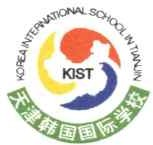 KOREA INTERNATIONAL SCHOOL IN TIANJIN
KIST
天津韩国国际学校